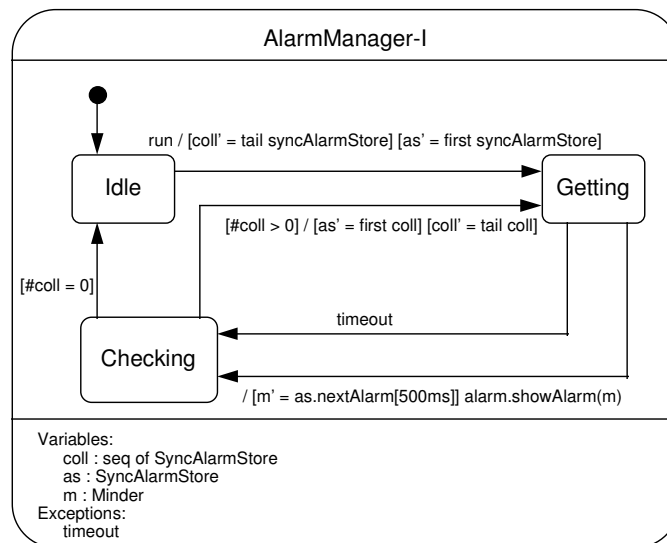 AlarmManager-I
run / [coll' = tail syncAlarmStore] [as' = first syncAlarmStore]
Idle
Getting
[#coll > 0] / [as' = first coll] [coll' = tail coll]
[#coll = 0]
timeout
Checking
/ [m' = as.nextAlarm[500ms]] alarm.showAlarm(m)
Variables:
coll : seq of SyncAlarmStore
as : SyncAlarmStore
m : Minder
Exceptions:
timeout